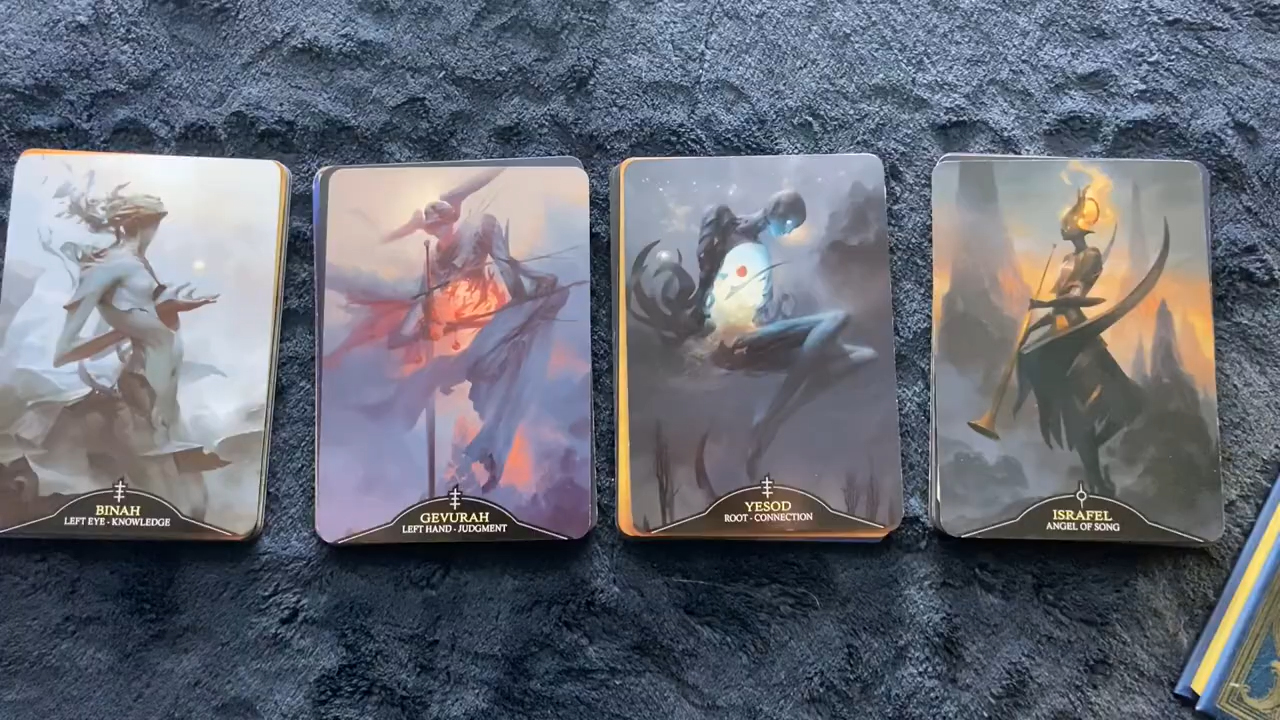 BINAH
LEFT EYE · KNOWLEDGE
GEVURAH
LEFT HAND · JUDGMENT
YESOD
ROOT · CONNECTION
ISRAFEL
ANGEL OF SONG